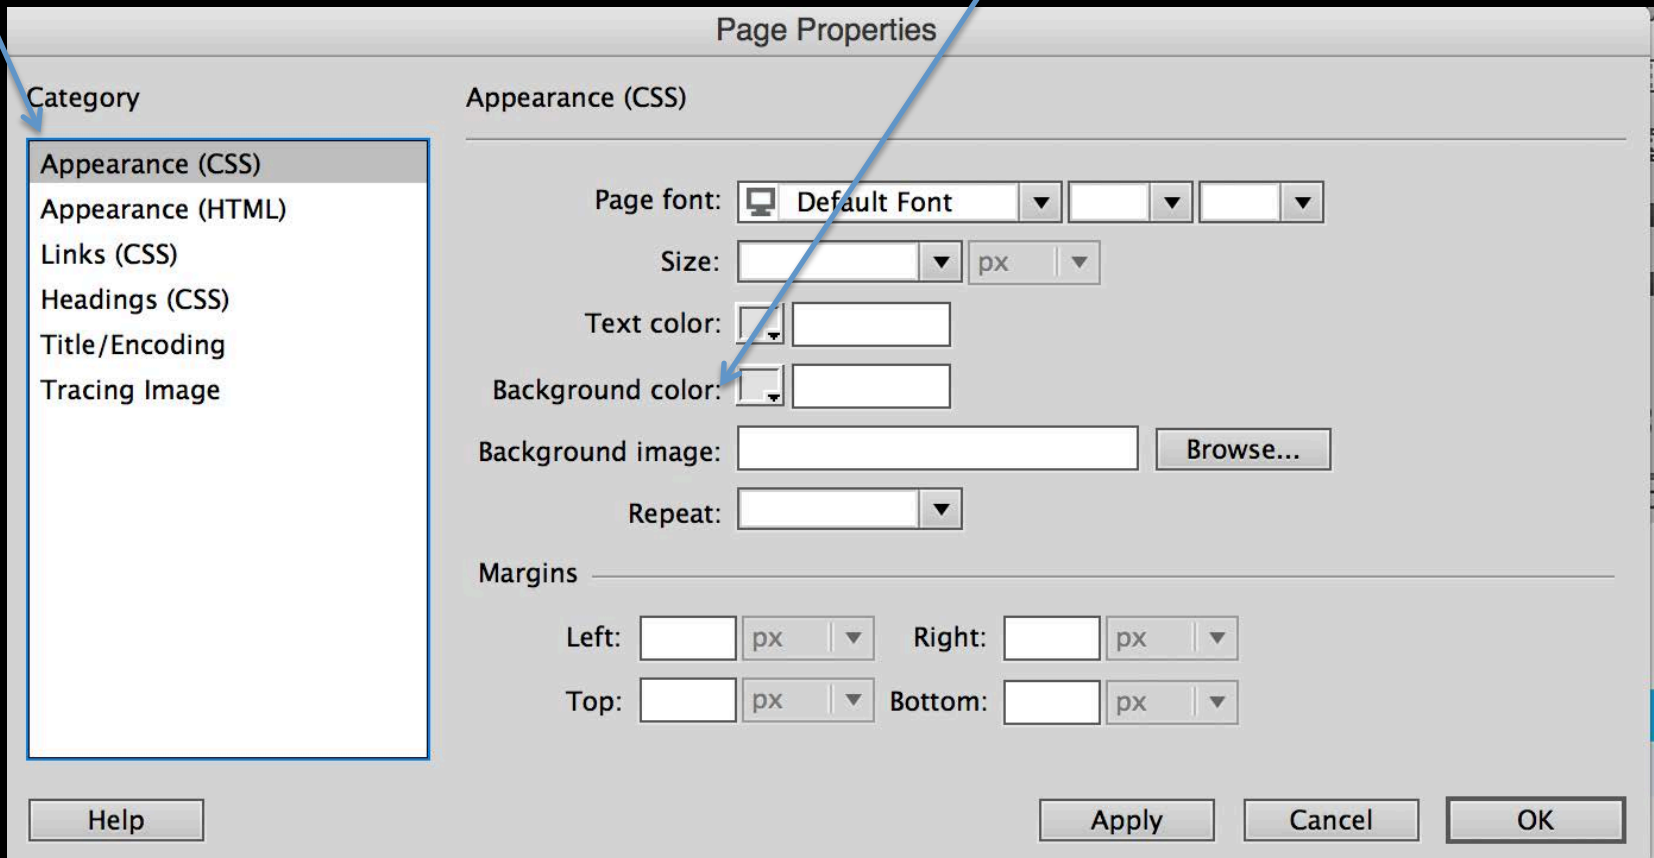 Page Properties
Category
Appearance (CSS)
Appearance (HTML)
Links (CSS)
Headings (CSS)
Title/Encoding
Tracing Image
Appearance (CSS)
Page font: Default Font
Size: px
Text color:
Background color:
Background image: Browse...
Repeat:
Margins
Left: px Right: px
Top: px Bottom: px
Help Apply Cancel OK